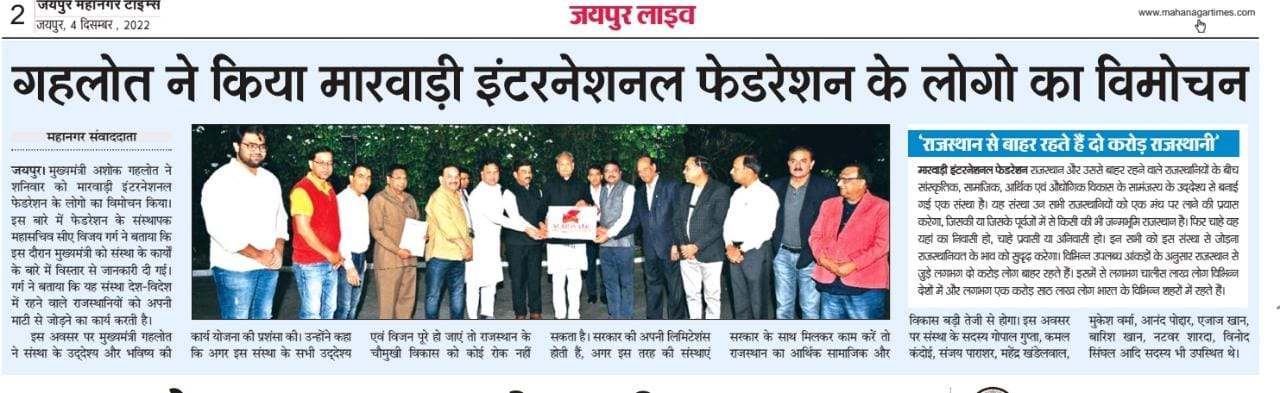 2
जयपुर महानगर टाइम्स
जयपुर, 4 दिसम्बर, 2022
जयपुर लाइव
www.mahanagartimes.com
गहलोत ने किया मारवाड़ी इंटरनेशनल फेडरेशन के लोगो का विमोचन
महानगर संवाददाता
जयपुर। मुख्यमंत्री अशोक गहलोत ने
शनिवार को मारवाड़ी इंटरनेशनल
फेडरेशन के लोगो का विमोचन किया।
इस बारे में फेडरेशन के संस्थापक
महासचिव सीए विजय गर्ग ने बताया कि
इस दौरान मुख्यमंत्री को संस्था के कार्यों
के बारे में विस्तार से जानकारी दी गई।
गर्ग ने बताया कि यह संस्था देश-विदेश
में रहने वाले राजस्थानियों को अपनी
माटी से जोड़ने का कार्य करती है।
इस अवसर पर मुख्यमंत्री गहलोत
ने संस्था के उद्देश्य और भविष्य की
कार्य योजना की प्रशंसा की। उन्होंने कहा
कि अगर इस संस्था के सभी उद्देश्य
एवं विजन पूरे हो जाएं तो राजस्थान के
चौमुखी विकास को कोई रोक नहीं
सकता है। सरकार की अपनी लिमिटेशंस
होती हैं, अगर इस तरह की संस्थाएं
सरकार के साथ मिलकर काम करें तो
राजस्थान का आर्थिक सामाजिक और
विकास बड़ी तेजी से होगा। इस अवसर
पर संस्था के सदस्य गोपाल गुप्ता, कमल
कंदोई, संजय पाराशर, महेंद्र खंडेलवाल,
मुकेश वर्मा, आनंद पोद्दार, एजाज खान,
बारिश खान, नटवर शारदा, विनोद
सिंघल आदि सदस्य भी उपस्थित थे।
'राजस्थान से बाहर रहते हैं दो करोड़ राजस्थानी'
मारवाड़ी इंटरनेशनल फेडरेशन राजस्थान और उससे बाहर रहने वाले राजस्थानियों के बीच
सांस्कृतिक, सामाजिक, आर्थिक एवं औद्योगिक विकास के सामंजस्य के उद्देश्य से बनाई
गई एक संस्था है। यह संस्था उन सभी राजस्थानियों को एक मंच पर लाने की प्रयास
करेगा, जिसकी या जिसके पूर्वजों में से किसी की भी जन्मभूमि राजस्थान है। फिर चाहे वह
यहां का निवासी हो, चाहे प्रवासी या अनिवासी हो। इन सभी को इस संस्था से जोड़ना
राजस्थानियत के भाव को सुदृढ़ करेगा। विभिन्न उपलब्ध आंकड़ों के अनुसार राजस्थान से
जुड़े लगभग दो करोड़ लोग बाहर रहते हैं। इसमें से लगभग चालीस लाख लोग विभिन्न
देशों में और लगभग एक करोड़ साठ लाख लोग भारत के विभिन्न शहरों में रहते हैं।